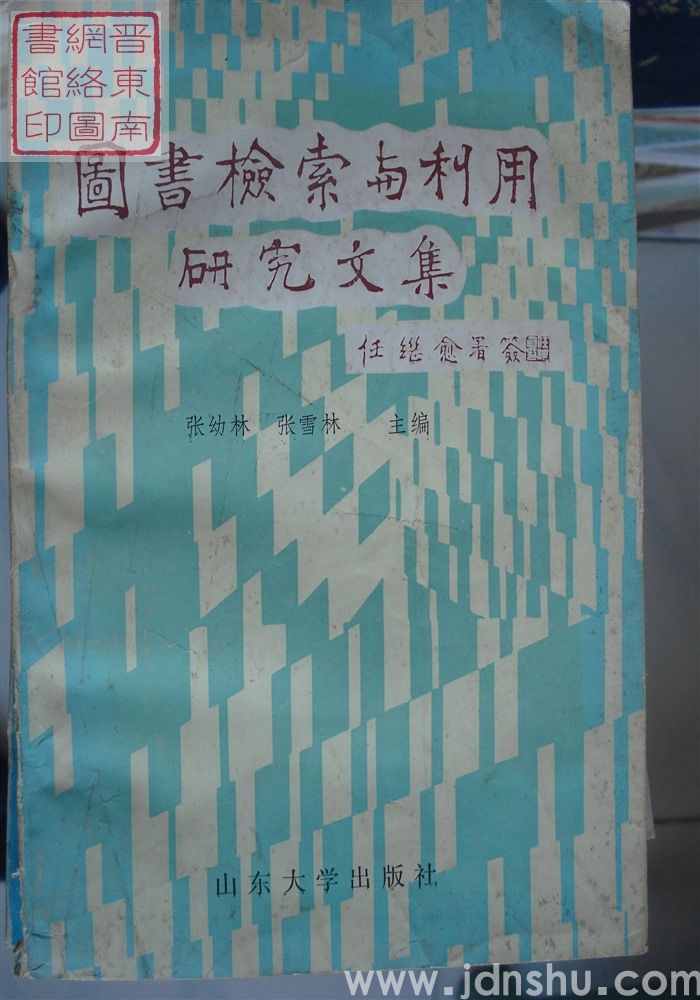 晋東南
網絡圖
書館印
圖書檢索与利用
研究文集
任继愈署签
张幼林 张雪林 主编
山东大学出版社
www.jdnshu.com